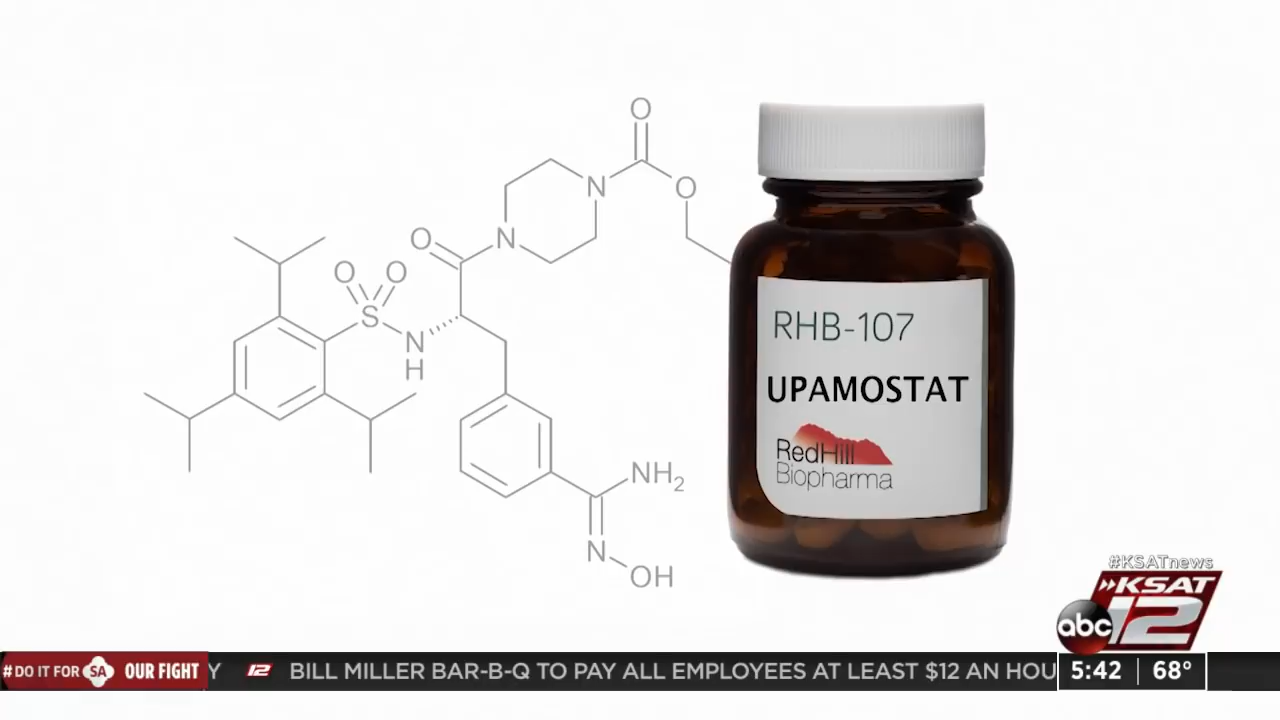 O
N
O
O
N
O
O
S
N
H
NH2
N
OH
RHB-107
UPAMOSTAT
RedHill
Biopharma
#KSATnews
KSAT
abc 12
#DO IT FOR SA OUR FIGHT Y 12 BILL MILLER BAR-B-Q TO PAY ALL EMPLOYEES AT LEAST $12 AN HOU 5:42 68°